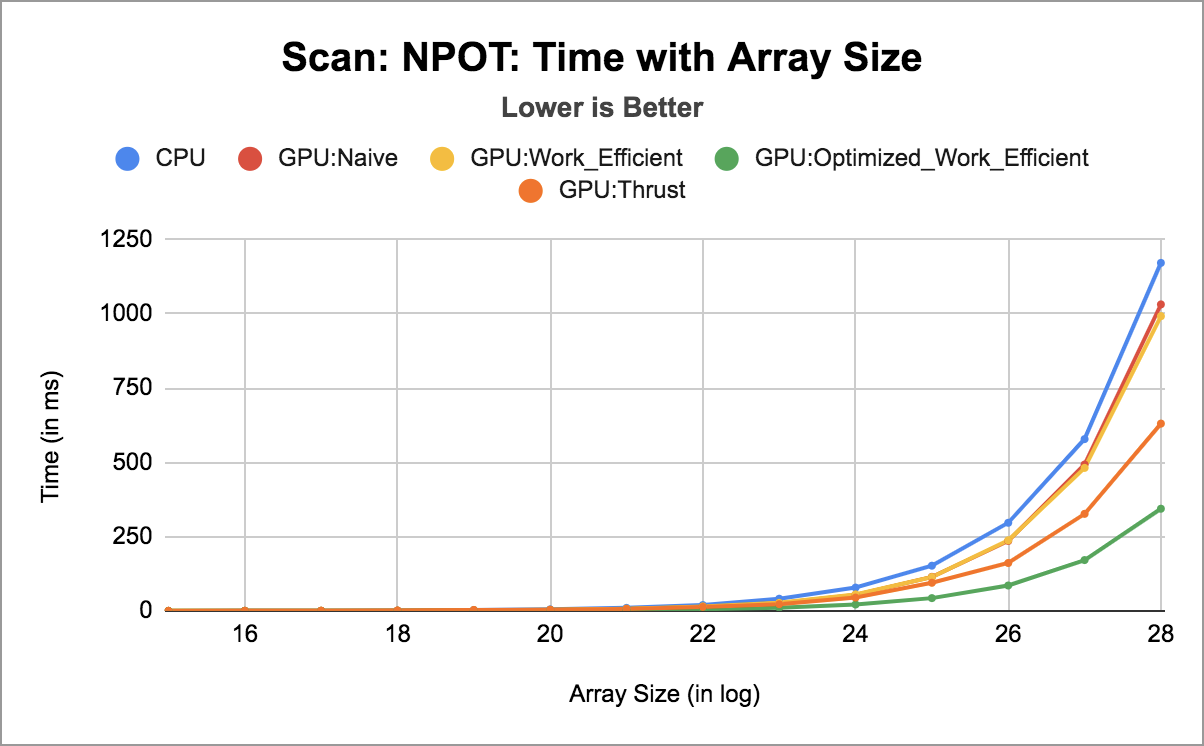 Scan: NPOT: Time with Array Size
Lower is Better
CPU GPU:Naive GPU:Work_Efficient GPU:Optimized_Work_Efficient
GPU:Thrust
1250
1000
750
500
250
0
Time (in ms)
16 18 20 22 24 26 28
Array Size (in log)